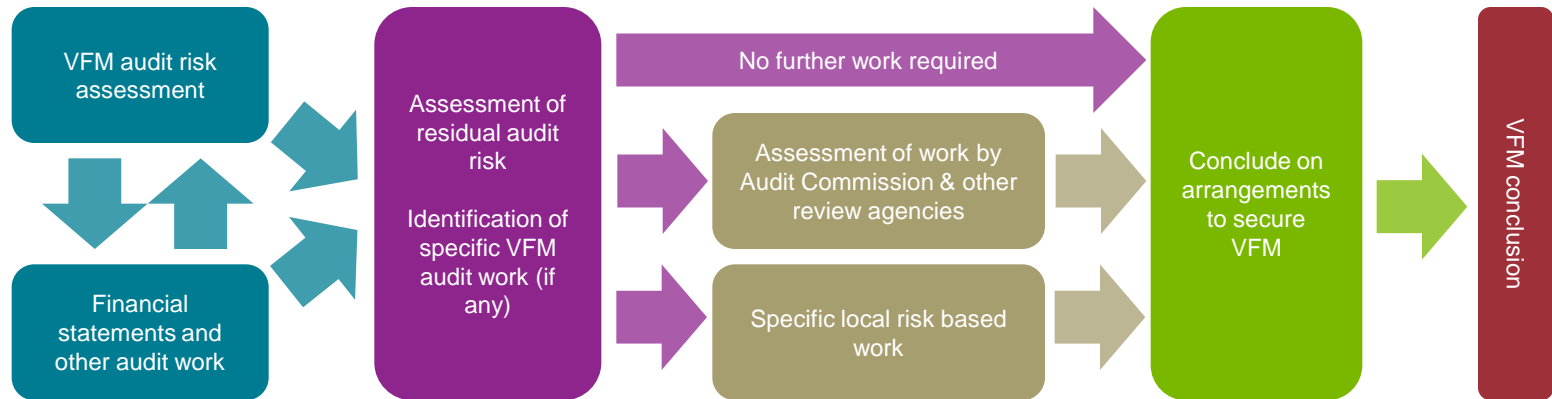 VFM audit risk
assessment
Financial
statements and
other audit work
Assessment of
residual audit
risk
Identification of
specific VFM
audit work (if
any)
No further work required
Assessment of work by
Audit Commission & other
review agencies
Specific local risk based
work
Conclude on
arrangements
to secure
VFM
VFM conclusion